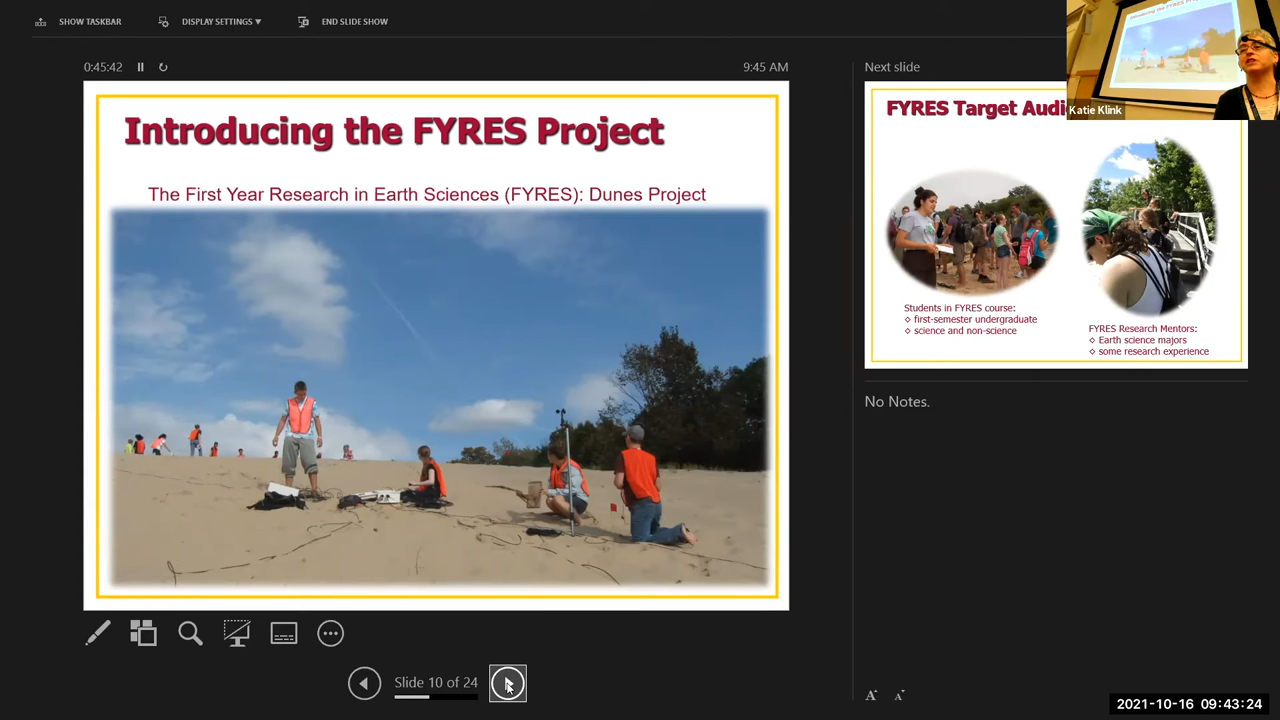 SHOW TASKBAR
DISPLAY SETTINGS
END SLIDE SHOW
0:45:42
9:45 AM
Introducing the FYRES Project
The First Year Research in Earth Sciences (FYRES): Dunes Project
Slide 10 of 24
Next slide
FYRES Target
Students in FYRES course:
first-semester undergraduate
science and non-science
FYRES Research Mentors:
Earth science majors
some research experience
No Notes.
A A
Introducing the FYRES
Katie Klink
2021-10-16 09:43:24